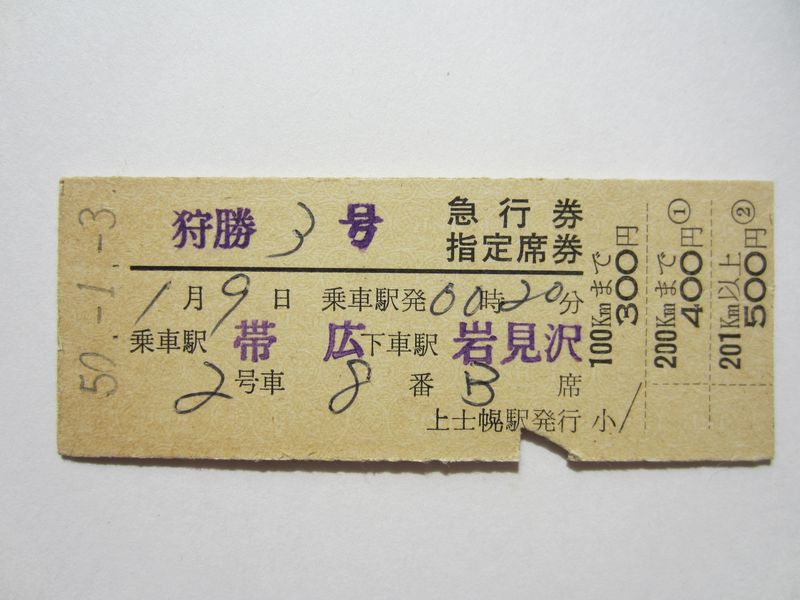 50.-1.-3.
狩勝 3 号
急行券
指定席券
1月9日 乗車駅発00時20分
乗車駅 帯広 下車駅 岩見沢
2号車 8番B席
上士幌駅発行 小
100Kmまで
300円
200Kmまで
400円①
201Km以上
500円②